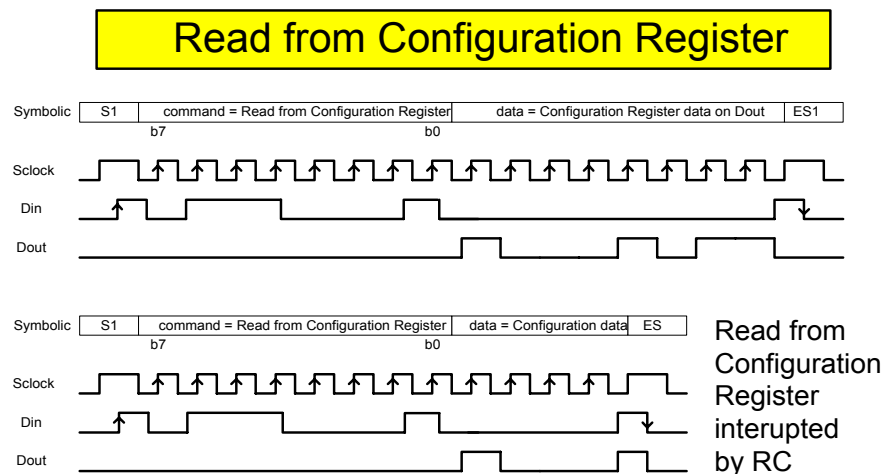 Read from Configuration Register
Symbolic S1 command = Read from Configuration Register data = Configuration Register data on Dout ES1
b7 b0
Sclock
Din
Dout
Symbolic S1 command = Read from Configuration Register data = Configuration data ES
b7 b0
Sclock
Din
Dout
Read from
Configuration
Register
interupted
by RC